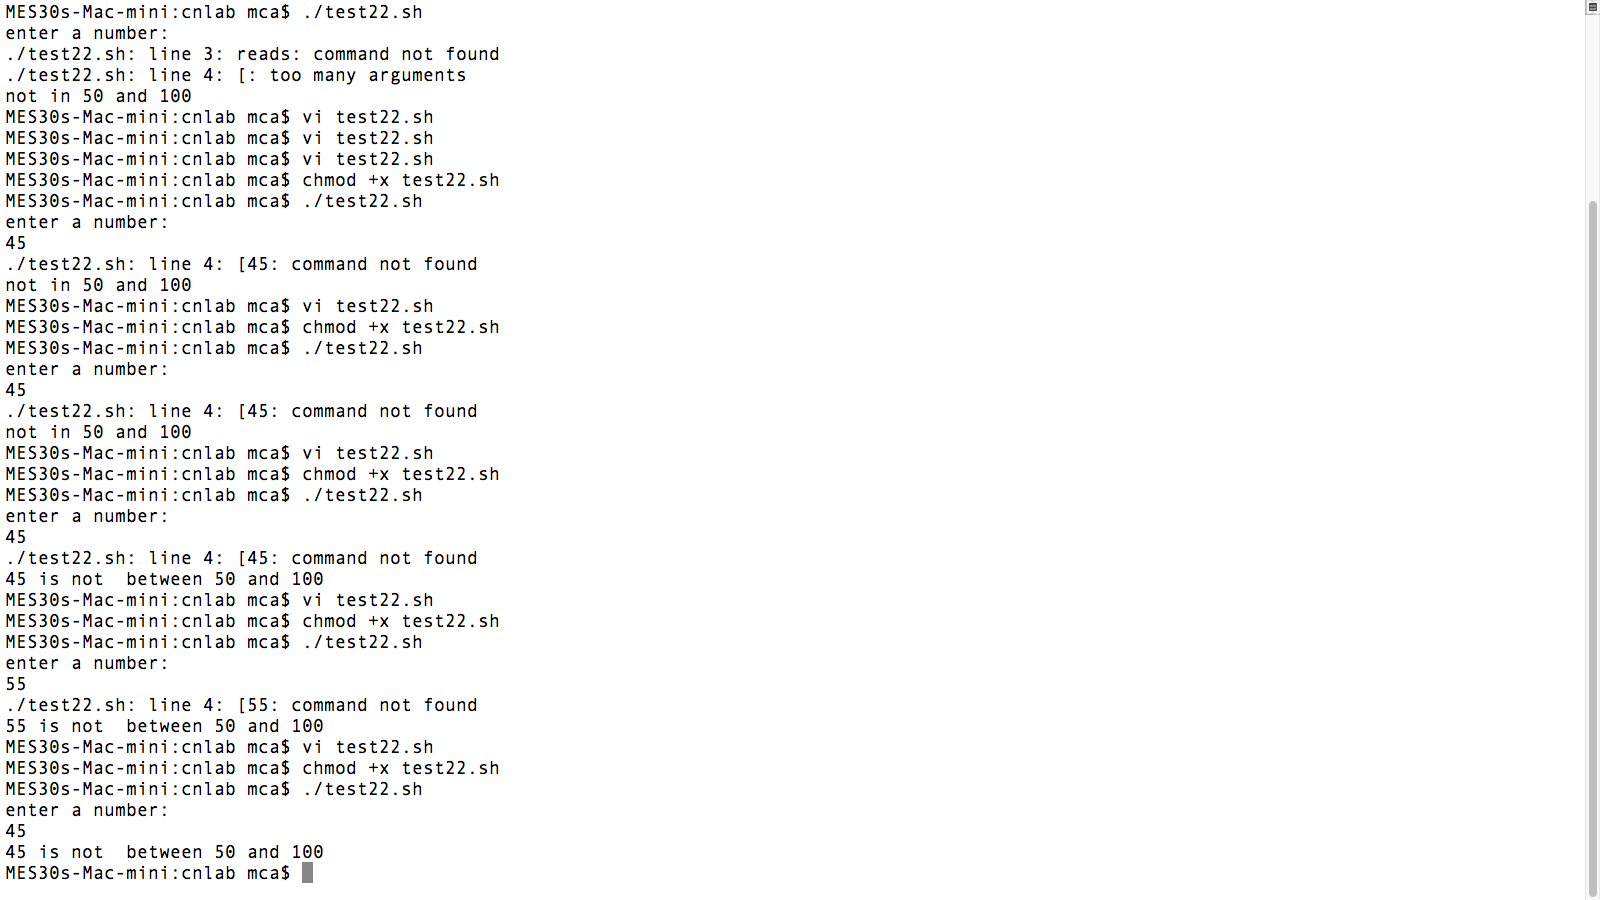 MES30s-Mac-mini:cnlab mca$ ./test22.sh
enter a number:
./test22.sh: line 3: reads: command not found
./test22.sh: line 4: [: too many arguments
not in 50 and 100
MES30s-Mac-mini:cnlab mca$ vi test22.sh
MES30s-Mac-mini:cnlab mca$ vi test22.sh
MES30s-Mac-mini:cnlab mca$ vi test22.sh
MES30s-Mac-mini:cnlab mca$ chmod +x test22.sh
MES30s-Mac-mini:cnlab mca$ ./test22.sh
enter a number:
45
./test22.sh: line 4: [45: command not found
not in 50 and 100
MES30s-Mac-mini:cnlab mca$ vi test22.sh
MES30s-Mac-mini:cnlab mca$ chmod +x test22.sh
MES30s-Mac-mini:cnlab mca$ ./test22.sh
enter a number:
45
./test22.sh: line 4: [45: command not found
not in 50 and 100
MES30s-Mac-mini:cnlab mca$ vi test22.sh
MES30s-Mac-mini:cnlab mca$ chmod +x test22.sh
MES30s-Mac-mini:cnlab mca$ ./test22.sh
enter a number:
45
./test22.sh: line 4: [45: command not found
45 is not  between 50 and 100
MES30s-Mac-mini:cnlab mca$ vi test22.sh
MES30s-Mac-mini:cnlab mca$ chmod +x test22.sh
MES30s-Mac-mini:cnlab mca$ ./test22.sh
enter a number:
55
./test22.sh: line 4: [55: command not found
55 is not  between 50 and 100
MES30s-Mac-mini:cnlab mca$ vi test22.sh
MES30s-Mac-mini:cnlab mca$ chmod +x test22.sh
MES30s-Mac-mini:cnlab mca$ ./test22.sh
enter a number:
45
45 is not  between 50 and 100
MES30s-Mac-mini:cnlab mca$